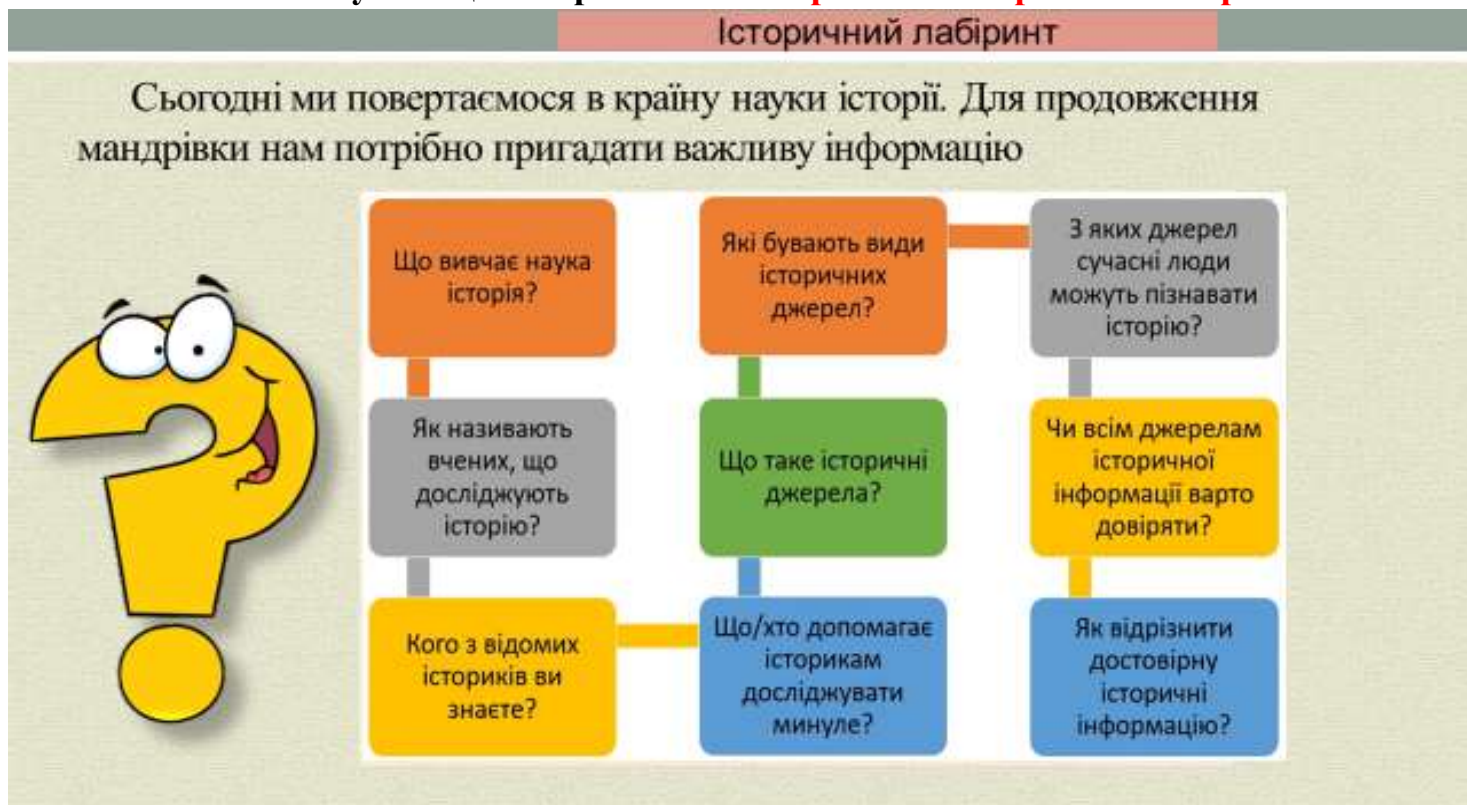 Історичний лабіринт
Сьогодні ми повертаємося в країну науки історії. Для продовження
мандрівки нам потрібно пригадати важливу інформацію
Що вивчає наука
історія?
Як називають
вчених, що
досліджують
історію?
Кого з відомих
істориків ви
знаєте?
Що/хто допомагає
історикам
досліджувати
минуле?
Що таке історичні
джерела?
Які бувають види
історичних
джерел?
З яких джерел
сучасні люди
можуть пізнавати
історію?
Чи всім джерелам
історичної
інформації варто
довіряти?
Як відрізнити
достовірну
історичні
інформацію?